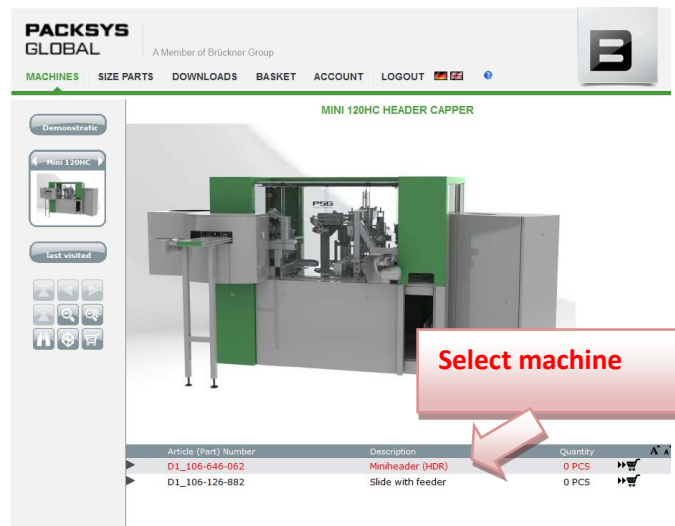 PACKSYS
GLOBAL
A Member of Brückner Group
B
MACHINES SIZE PARTS DOWNLOADS BASKET ACCOUNT LOGOUT ?
MINI 120HC HEADER CAPPER
Demonstratic
Mini 120HC
last visited
PSG
Select machine
Article (Part) Number Description Quantity A A
D1_106-646-062 Miniheader (HDR) 0 PCS
D1_106-126-882 Slide with feeder 0 PCS